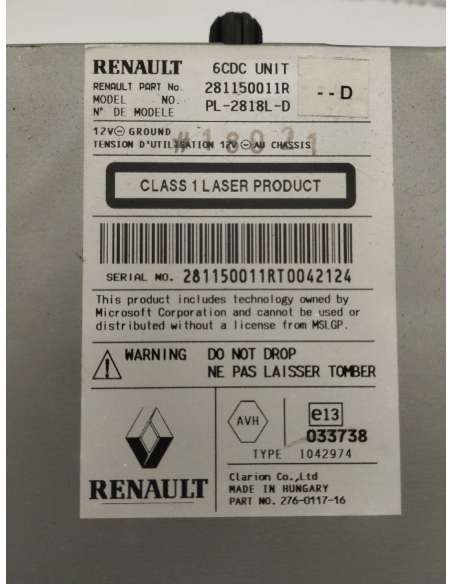 RENAULT 6CDC UNIT
RENAULT PART No. 281150011R
--D
MODEL NO. PL-2818L-D
N° DE MODELE
12V⊖ GROUND
TENSION D'UTILISATION 12V ⊖ AU CHASSIS
#18021
CLASS 1 LASER PRODUCT
SERIAL NO. 281150011RT0042124
This product includes technology owned by
Microsoft Corporation and cannot be used or
distributed without a license from MSLGP.
WARNING DO NOT DROP
NE PAS LAISSER TOMBER
AVH
e13
033738
TYPE 1042974
RENAULT
Clarion Co.,Ltd
MADE IN HUNGARY
PART NO. 276-0117-16